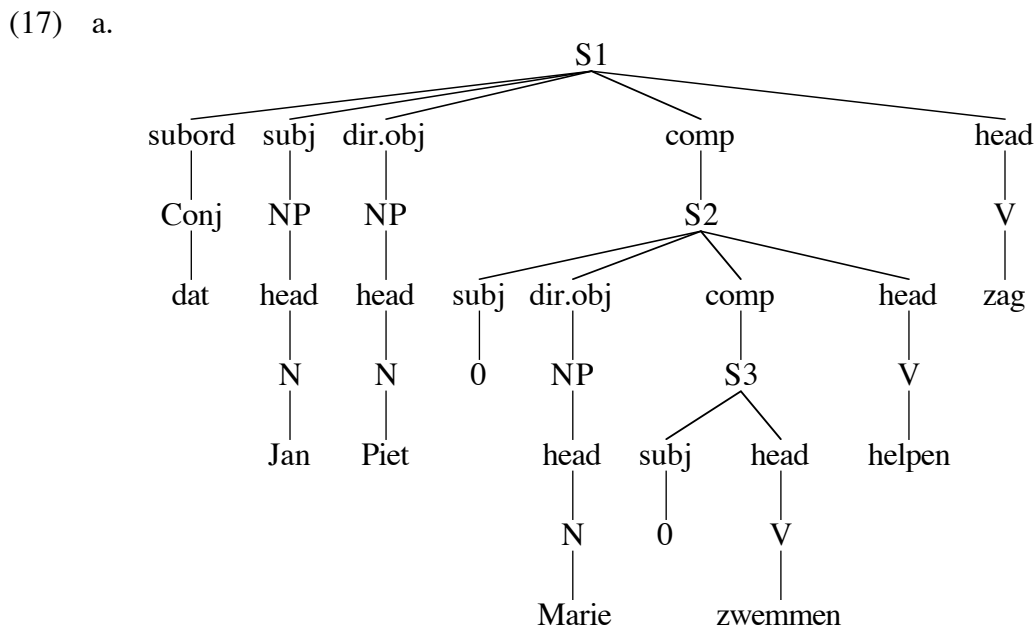 (17) a.
S1
subord subj dir.obj comp head
Conj NP NP S2 V
dat head head subj dir.obj comp head zag
N N 0 NP S3 V
Jan Piet head subj head helpen
N 0 V
Marie zwemmen